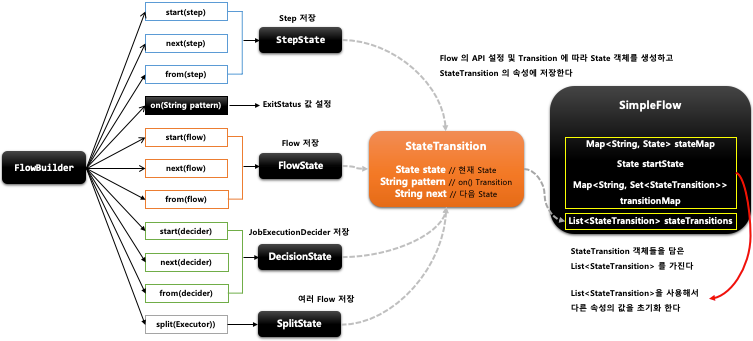 FlowBuilder
start(step)
next(step)
from(step)
on(String pattern)
start(flow)
next(flow)
from(flow)
start(decider)
next(decider)
from(decider)
split(Executor))
Step 저장
StepState
ExitStatus 값 설정
Flow 저장
FlowState
JobExecutionDecider 저장
DecisionState
여러 Flow 저장
SplitState
Flow 의 API 설정 및 Transition 에 따라 State 객체를 생성하고
StateTransition 의 속성에 저장한다
StateTransition
State state // 현재 State
String pattern // on() Transition
String next // 다음 State
SimpleFlow
Map<String, State> stateMap
State startState
Map<String, Set<StateTransition>>
transitionMap
List<StateTransition> stateTransitions
StateTransition 객체들을 담은
List<StateTransition> 를 가진다
List<StateTransition>을 사용해서
다른 속성의 값을 초기화 한다